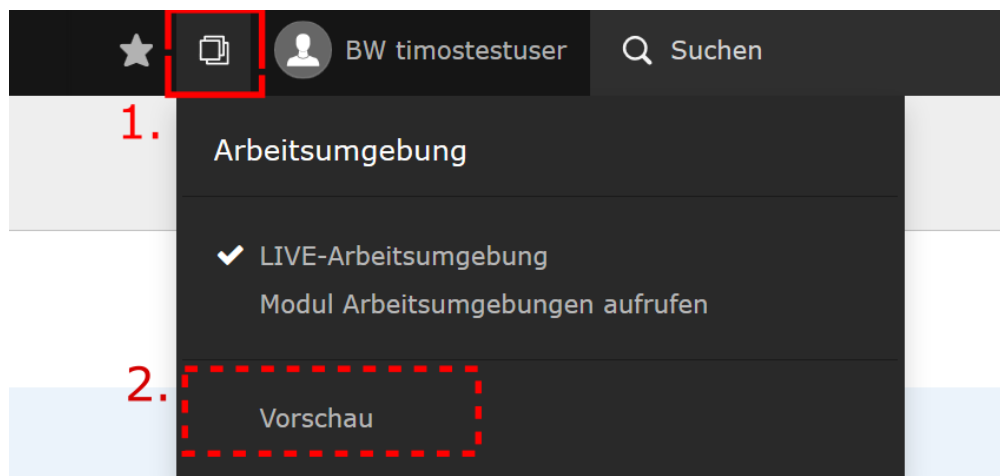 BW timostestuser
Suchen
1.
Arbeitsumgebung
LIVE-Arbeitsumgebung
Modul Arbeitsumgebungen aufrufen
2.
Vorschau